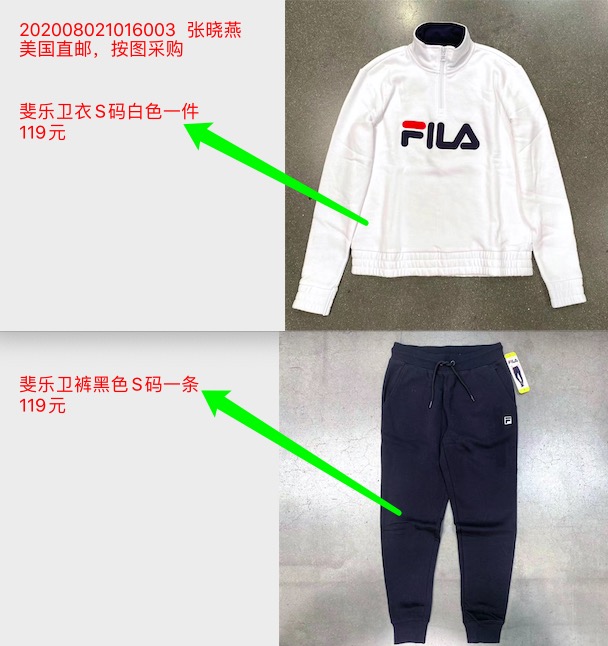 202008021016003 张晓燕
美国直邮，按图采购
斐乐卫衣S码白色一件
119元
FILA
斐乐卫裤黑色S码一条
119元
FILA